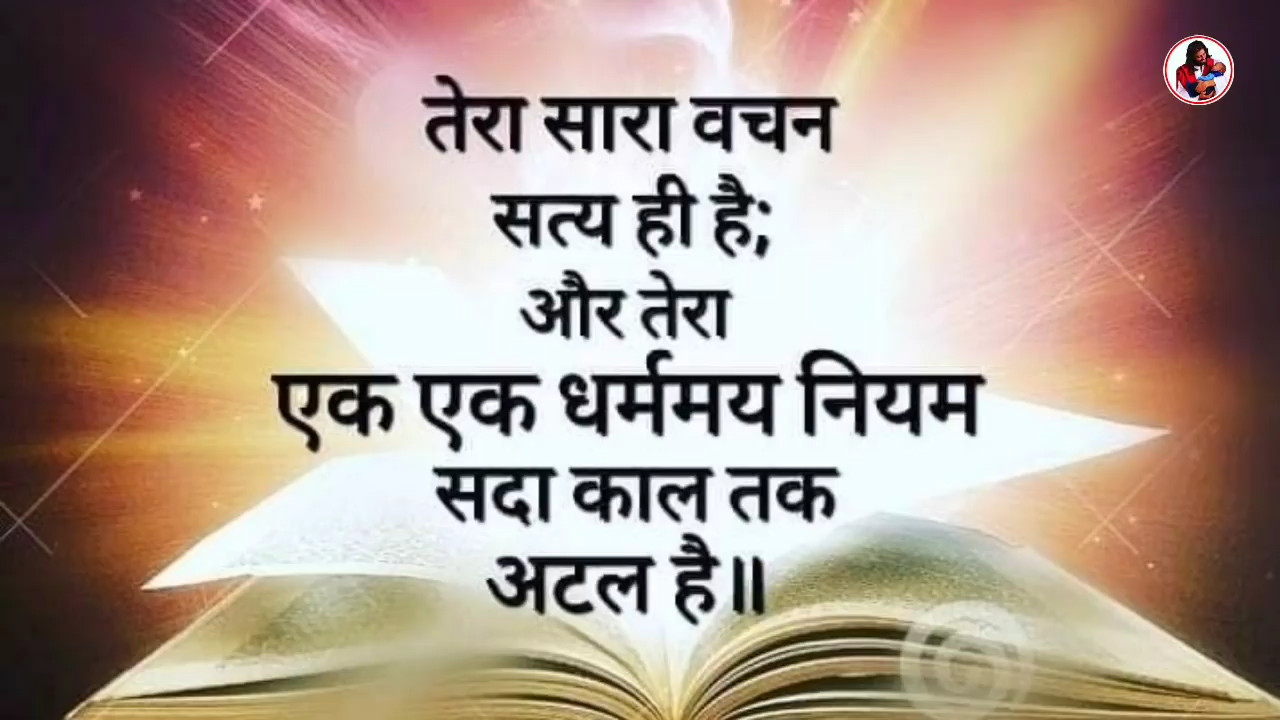 तेरा सारा वचन
सत्य ही है;
और तेरा
एक एक धर्ममय नियम
सदा काल तक
अटल है॥